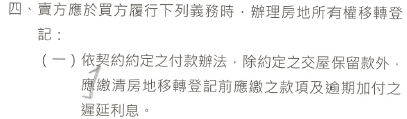 四、賣方應於買方履行下列義務時，辦理房地所有權移轉登
記：
（一）依契約約定之付款辦法，除約定之交屋保留款外，
應繳清房地移轉登記前應繳之款項及逾期加付之
遲延利息。